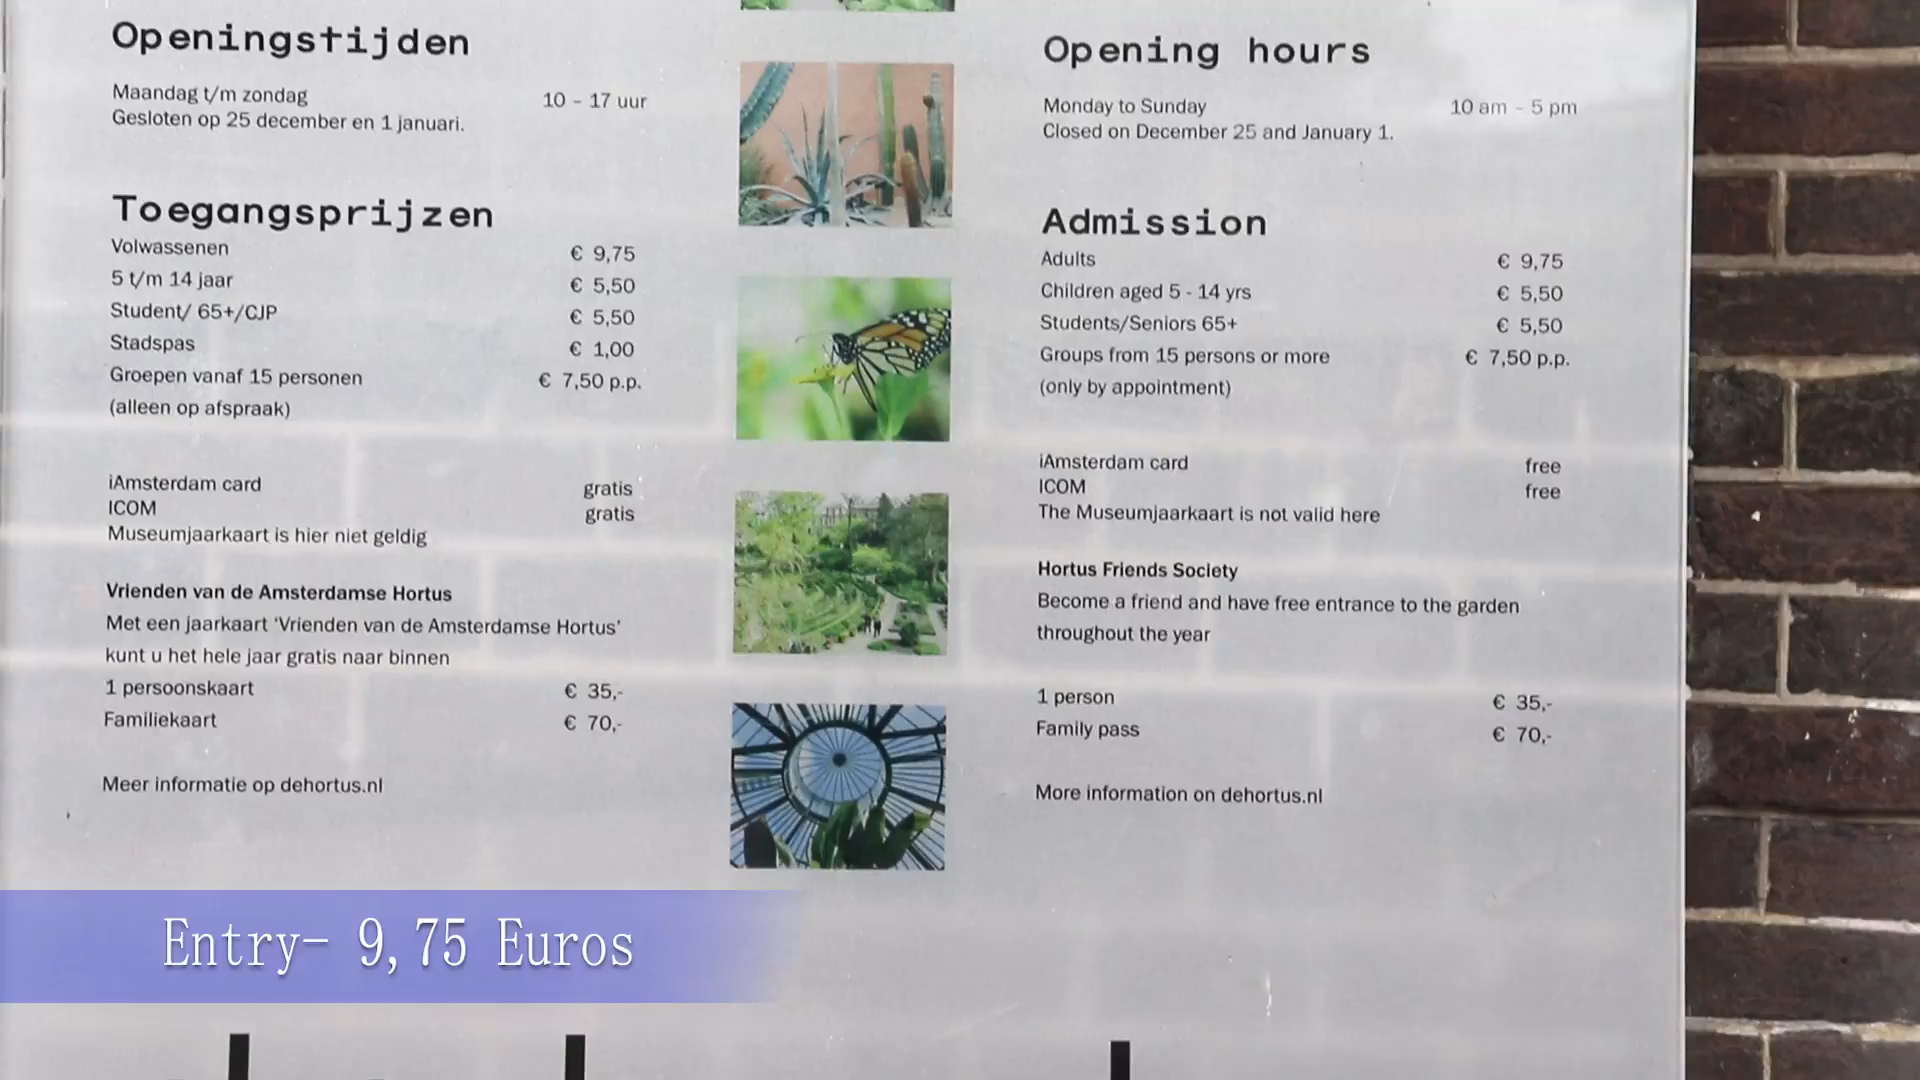 Openingstijden
Maandag t/m zondag 10 - 17 uur
Gesloten op 25 december en 1 januari.
Toegangsprijzen
Volwassenen € 9,75
5 t/m 14 jaar € 5,50
Student/ 65+/CJP € 5,50
Stadspas € 1,00
Groepen vanaf 15 personen € 7,50 p.p.
(alleen op afspraak)
iAmsterdam card gratis
ICOM gratis
Museumjaarkaart is hier niet geldig
Vrienden van de Amsterdamse Hortus
Met een jaarkaart ‘Vrienden van de Amsterdamse Hortus’
kunt u het hele jaar gratis naar binnen
1 persoonskaart € 35,-
Familiekaart € 70,-
Meer informatie op dehortus.nl
Opening hours
Monday to Sunday 10 am - 5 pm
Closed on December 25 and January 1.
Admission
Adults € 9,75
Children aged 5 - 14 yrs € 5,50
Students/Seniors 65+ € 5,50
Groups from 15 persons or more € 7,50 p.p.
(only by appointment)
iAmsterdam card free
ICOM free
The Museumjaarkaart is not valid here
Hortus Friends Society
Become a friend and have free entrance to the garden
throughout the year
1 person € 35,-
Family pass € 70,-
More information on dehortus.nl
Entry- 9,75 Euros